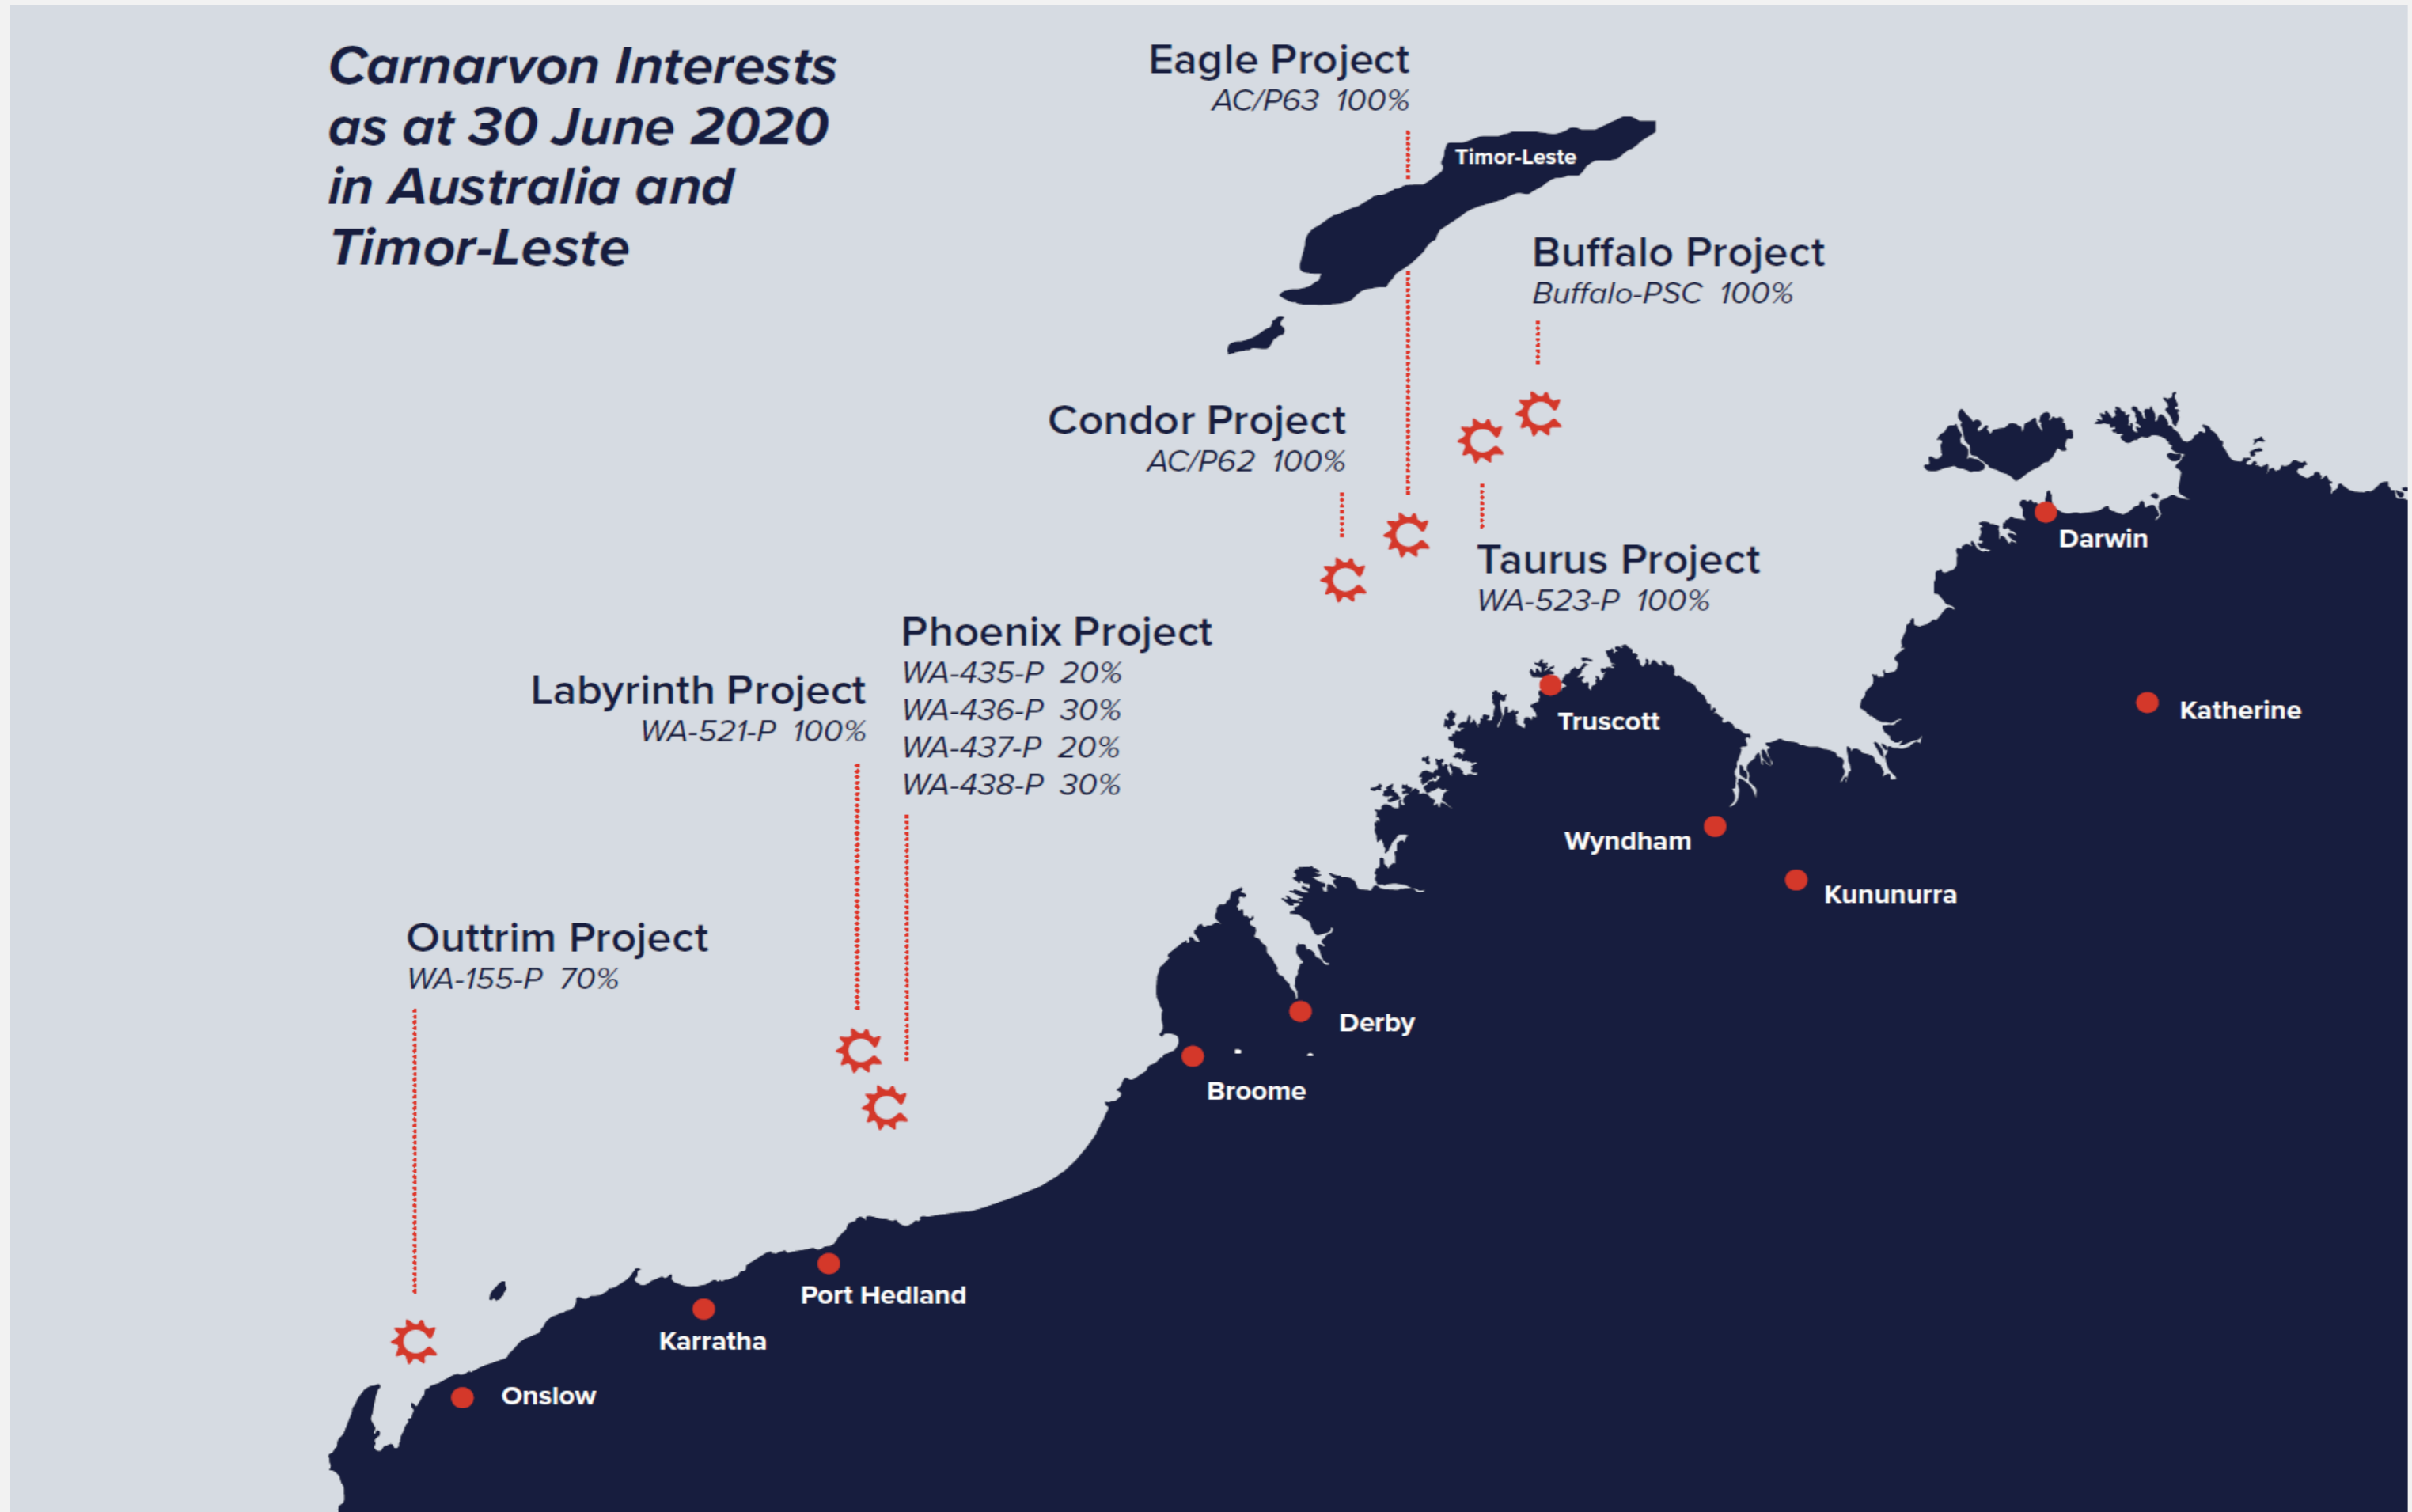 Carnarvon Interests
as at 30 June 2020
in Australia and
Timor-Leste
Eagle Project
AC/P63 100%
Timor-Leste
Buffalo Project
Buffalo-PSC 100%
Condor Project
AC/P62 100%
Taurus Project
WA-523-P 100%
Darwin
Phoenix Project
WA-435-P 20%
WA-436-P 30%
WA-437-P 20%
WA-438-P 30%
Labyrinth Project
WA-521-P 100%
Truscott
Katherine
Wyndham
Kununurra
Outtrim Project
WA-155-P 70%
Derby
Broome
Port Hedland
Karratha
Onslow